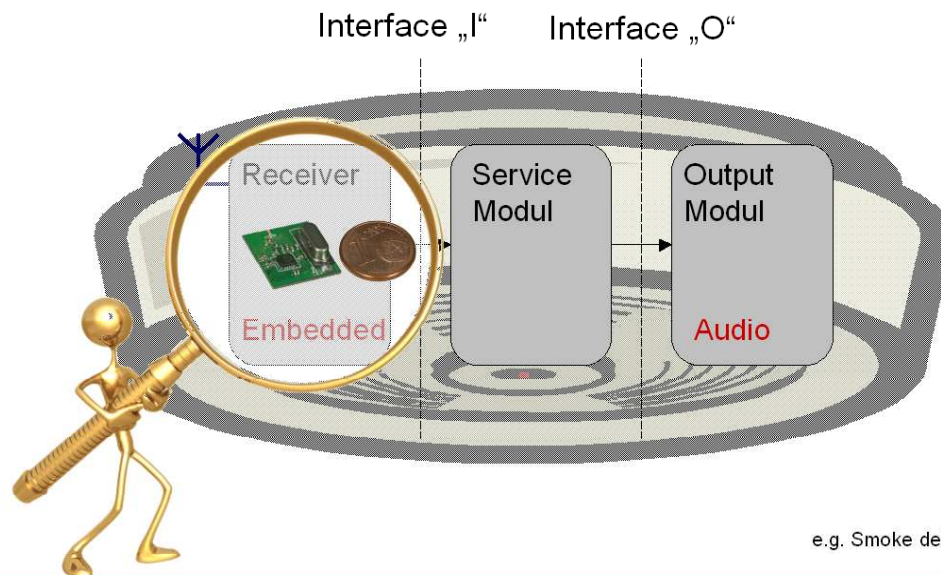 Interface „I“
Interface „O“
Receiver
Embedded
Service
Modul
Output
Modul
Audio
e.g. Smoke de